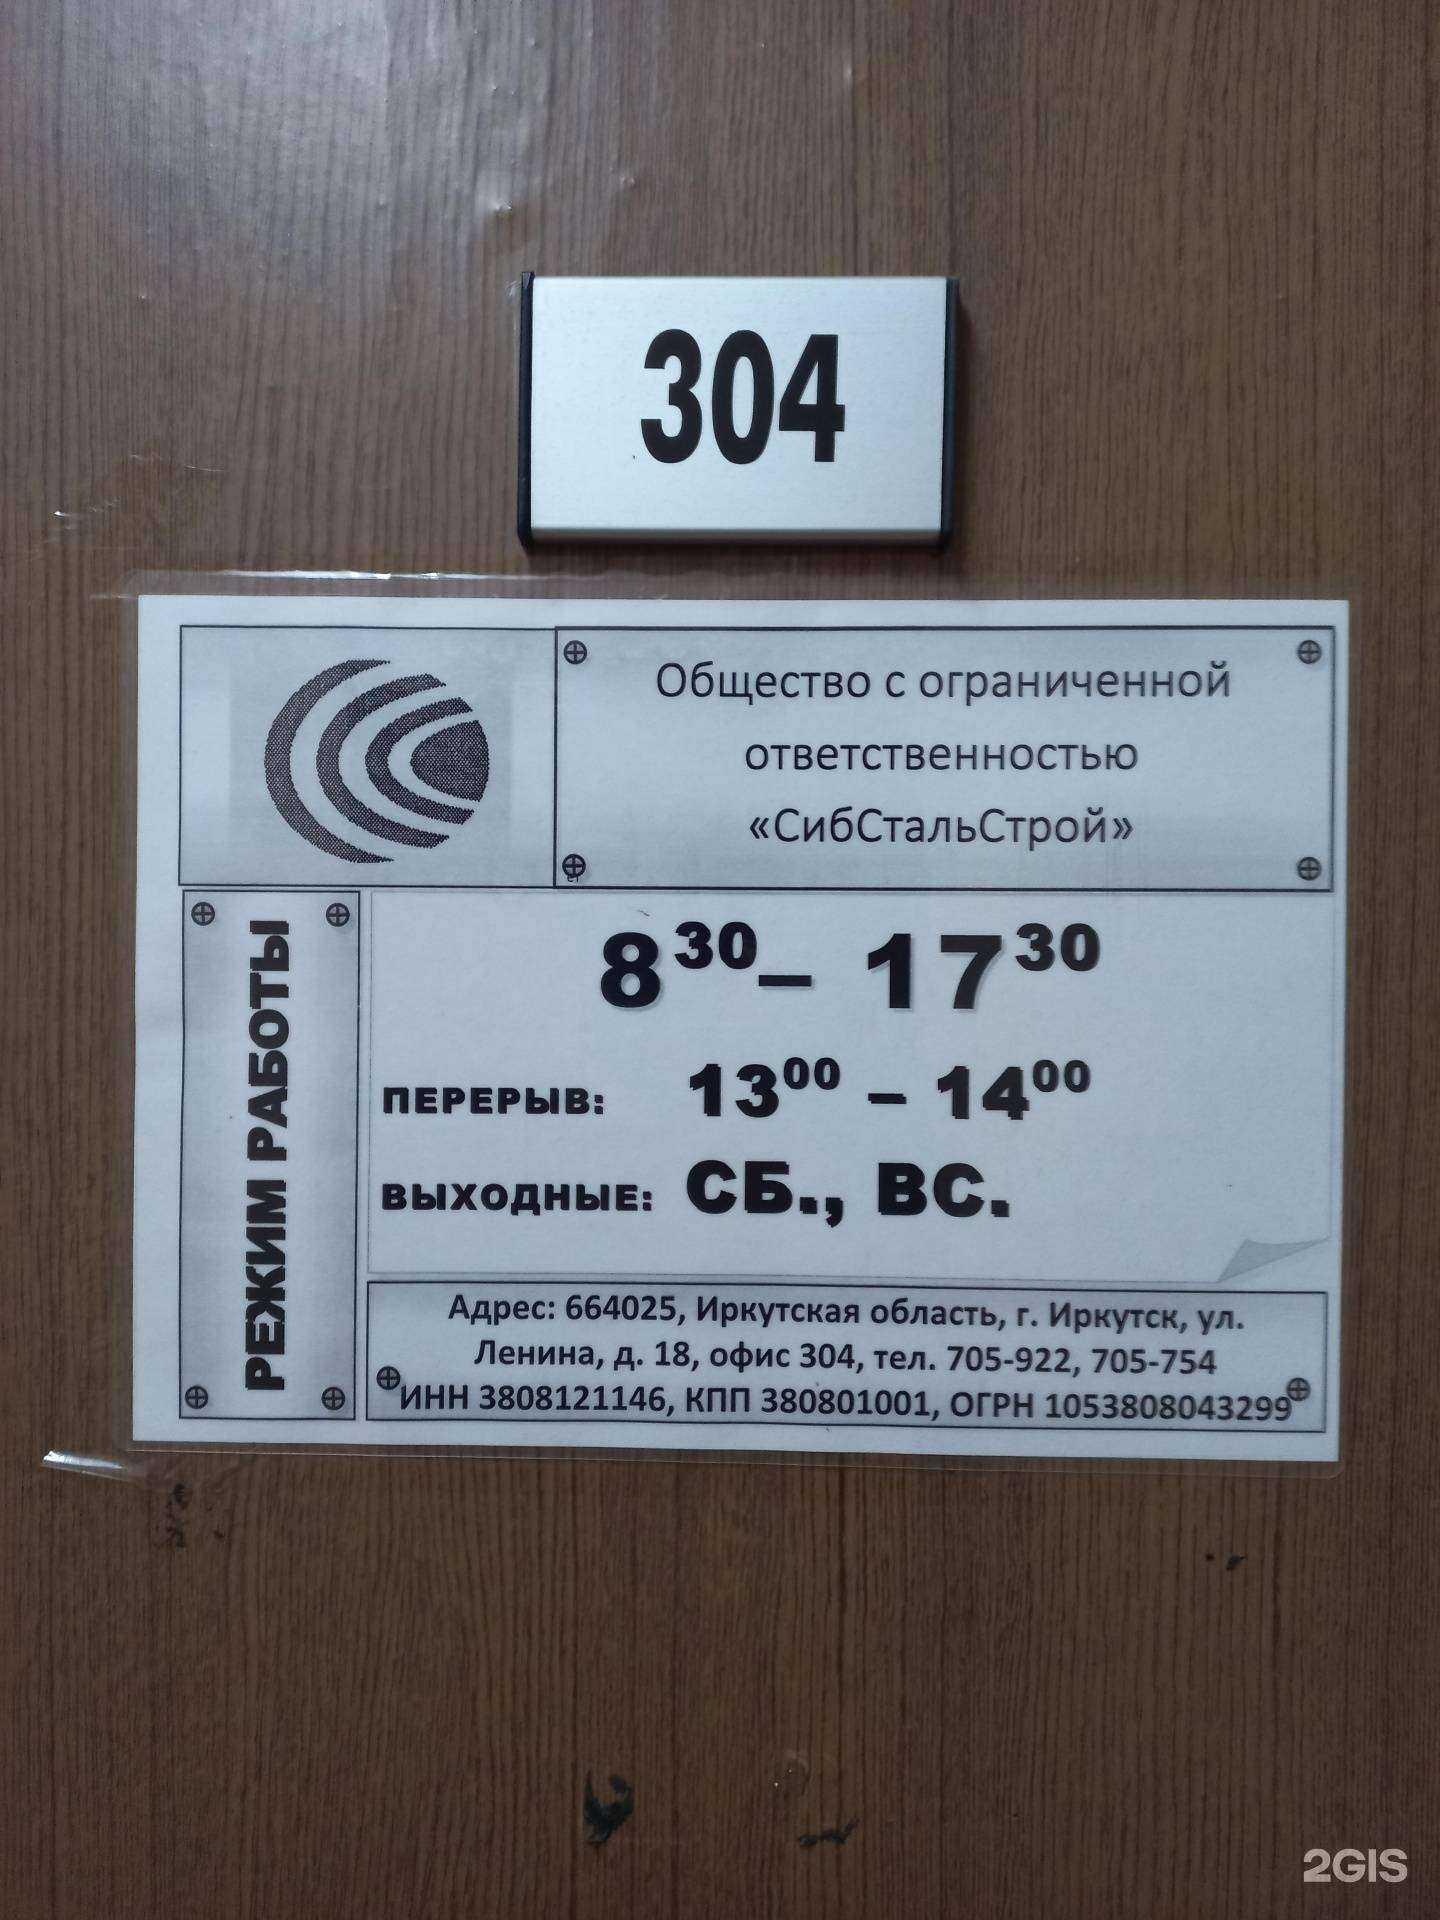 304
Общество с ограниченной
ответственностью
«СибСтальСтрой»
РЕЖИМ РАБОТЫ
8³⁰– 17³⁰
ПЕРЕРЫВ: 13⁰⁰ – 14⁰⁰
ВЫХОДНЫЕ: СБ., ВС.
Адрес: 664025, Иркутская область, г. Иркутск, ул.
Ленина, д. 18, офис 304, тел. 705-922, 705-754
ИНН 3808121146, КПП 380801001, ОГРН 1053808043299
2GIS